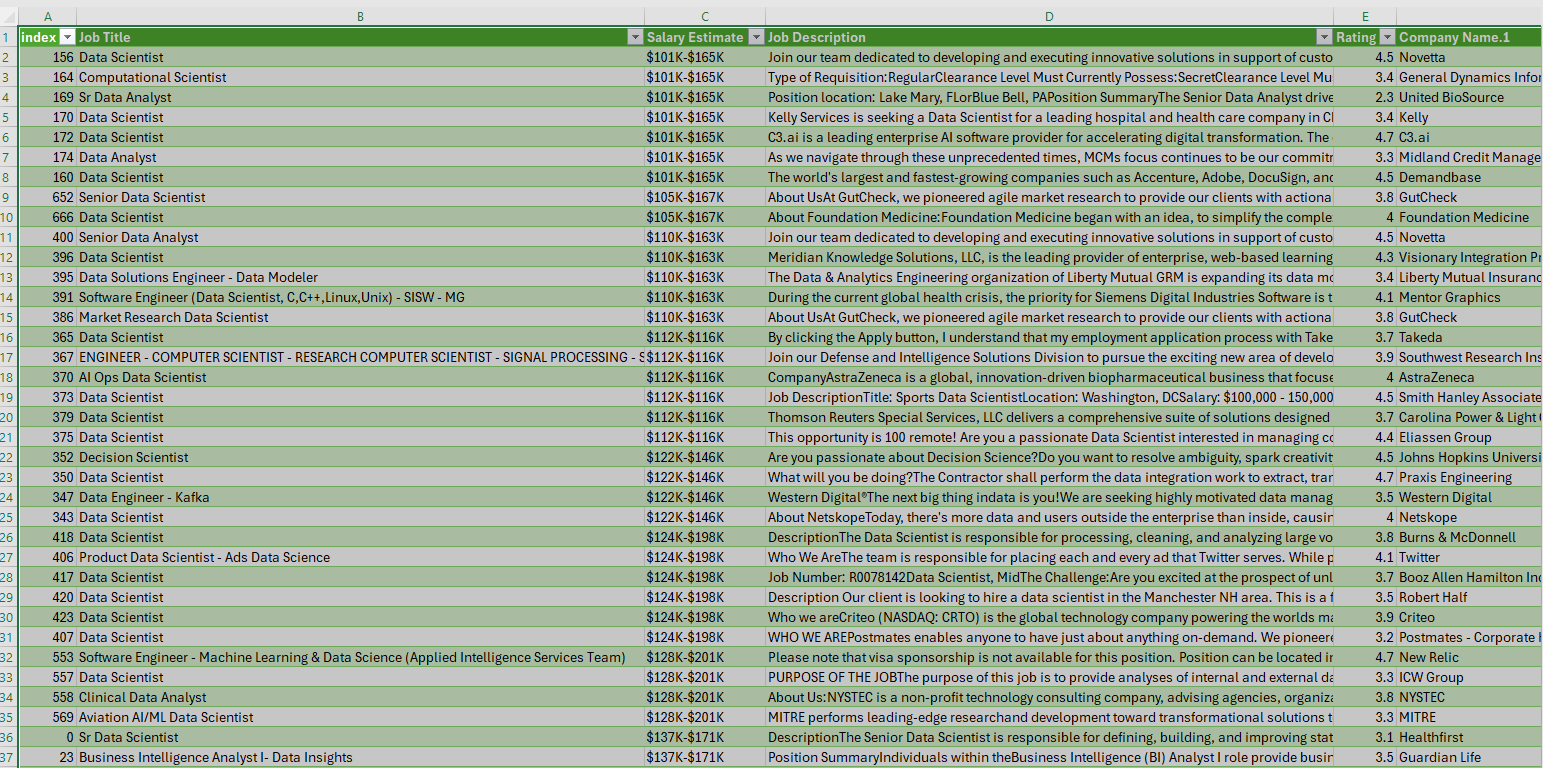 A B C D E
1 index Job Title Salary Estimate Job Description Rating Company Name.1
2 156 Data Scientist $101K-$165K Join our team dedicated to developing and executing innovative solutions in support of custo 4.5 Novetta
3 164 Computational Scientist $101K-$165K Type of Requisition:RegularClearance Level Must Currently Possess:SecretClearance Level Mu 3.4 General Dynamics Infor
4 169 Sr Data Analyst $101K-$165K Position location: Lake Mary, FLorBlue Bell, PAPosition SummaryThe Senior Data Analyst drive 2.3 United BioSource
5 170 Data Scientist $101K-$165K Kelly Services is seeking a Data Scientist for a leading hospital and health care company in Cl 3.4 Kelly
6 172 Data Scientist $101K-$165K C3.ai is a leading enterprise AI software provider for accelerating digital transformation. The 4.7 C3.ai
7 174 Data Analyst $101K-$165K As we navigate through these unprecedented times, MCMs focus continues to be our commitr 3.3 Midland Credit Manage
8 160 Data Scientist $101K-$165K The world's largest and fastest-growing companies such as Accenture, Adobe, DocuSign, and 4.5 Demandbase
9 652 Senior Data Scientist $105K-$167K About UsAt GutCheck, we pioneered agile market research to provide our clients with actiona 3.8 GutCheck
10 666 Data Scientist $105K-$167K About Foundation Medicine:Foundation Medicine began with an idea, to simplify the comple 4 Foundation Medicine
11 400 Senior Data Analyst $110K-$163K Join our team dedicated to developing and executing innovative solutions in support of custo 4.5 Novetta
12 396 Data Scientist $110K-$163K Meridian Knowledge Solutions, LLC, is the leading provider of enterprise, web-based learning 4.3 Visionary Integration Pr
13 395 Data Solutions Engineer - Data Modeler $110K-$163K The Data & Analytics Engineering organization of Liberty Mutual GRM is expanding its data mo 3.4 Liberty Mutual Insuranc
14 391 Software Engineer (Data Scientist, C,C++,Linux,Unix) - SISW - MG $110K-$163K During the current global health crisis, the priority for Siemens Digital Industries Software is t 4.1 Mentor Graphics
15 386 Market Research Data Scientist $110K-$163K About UsAt GutCheck, we pioneered agile market research to provide our clients with actiona 3.8 GutCheck
16 365 Data Scientist $112K-$116K By clicking the Apply button, I understand that my employment application process with Take 3.7 Takeda
17 367 ENGINEER - COMPUTER SCIENTIST - RESEARCH COMPUTER SCIENTIST - SIGNAL PROCESSING - S $112K-$116K Join our Defense and Intelligence Solutions Division to pursue the exciting new area of develo 3.9 Southwest Research Ins
18 370 AI Ops Data Scientist $112K-$116K CompanyAstraZeneca is a global, innovation-driven biopharmaceutical business that focuse 4 AstraZeneca
19 373 Data Scientist $112K-$116K Job DescriptionTitle: Sports Data ScientistLocation: Washington, DCSalary: $100,000 - 150,000 4.5 Smith Hanley Associate
20 379 Data Scientist $112K-$116K Thomson Reuters Special Services, LLC delivers a comprehensive suite of solutions designed 3.7 Carolina Power & Light
21 375 Data Scientist $112K-$116K This opportunity is 100 remote! Are you a passionate Data Scientist interested in managing co 4.4 Eliassen Group
22 352 Decision Scientist $122K-$146K Are you passionate about Decision Science?Do you want to resolve ambiguity, spark creativit 4.5 Johns Hopkins Universi
23 350 Data Scientist $122K-$146K What will you be doing?The Contractor shall perform the data integration work to extract, trar 4.7 Praxis Engineering
24 347 Data Engineer - Kafka $122K-$146K Western Digital®The next big thing indata is you!We are seeking highly motivated data manag 3.5 Western Digital
25 343 Data Scientist $122K-$146K About NetskopeToday, there's more data and users outside the enterprise than inside, causin 4 Netskope
26 418 Data Scientist $124K-$198K DescriptionThe Data Scientist is responsible for processing, cleaning, and analyzing large vo 3.8 Burns & McDonnell
27 406 Product Data Scientist - Ads Data Science $124K-$198K Who We AreThe team is responsible for placing each and every ad that Twitter serves. While p 4.1 Twitter
28 417 Data Scientist $124K-$198K Job Number: R0078142Data Scientist, MidThe Challenge:Are you excited at the prospect of unl 3.7 Booz Allen Hamilton Inc
29 420 Data Scientist $124K-$198K Description Our client is looking to hire a data scientist in the Manchester NH area. This is a f 3.5 Robert Half
30 423 Data Scientist $124K-$198K Who we areCriteo (NASDAQ: CRTO) is the global technology company powering the worlds ma 3.9 Criteo
31 407 Data Scientist $124K-$198K WHO WE AREPostmates enables anyone to have just about anything on-demand. We pioneere 3.2 Postmates - Corporate
32 553 Software Engineer - Machine Learning & Data Science (Applied Intelligence Services Team) $128K-$201K Please note that visa sponsorship is not available for this position. Position can be located ir 4.7 New Relic
33 557 Data Scientist $128K-$201K PURPOSE OF THE JOBThe purpose of this job is to provide analyses of internal and external da 3.3 ICW Group
34 558 Clinical Data Analyst $128K-$201K About Us:NYSTEC is a non-profit technology consulting company, advising agencies, organiza 3.8 NYSTEC
35 569 Aviation AI/ML Data Scientist $128K-$201K MITRE performs leading-edge researchand development toward transformational solutions t 3.3 MITRE
36 0 Sr Data Scientist $137K-$171K DescriptionThe Senior Data Scientist is responsible for defining, building, and improving stat 3.1 Healthfirst
37 23 Business Intelligence Analyst I- Data Insights $137K-$171K Position SummaryIndividuals within theBusiness Intelligence (BI) Analyst I role provide busir 3.5 Guardian Life